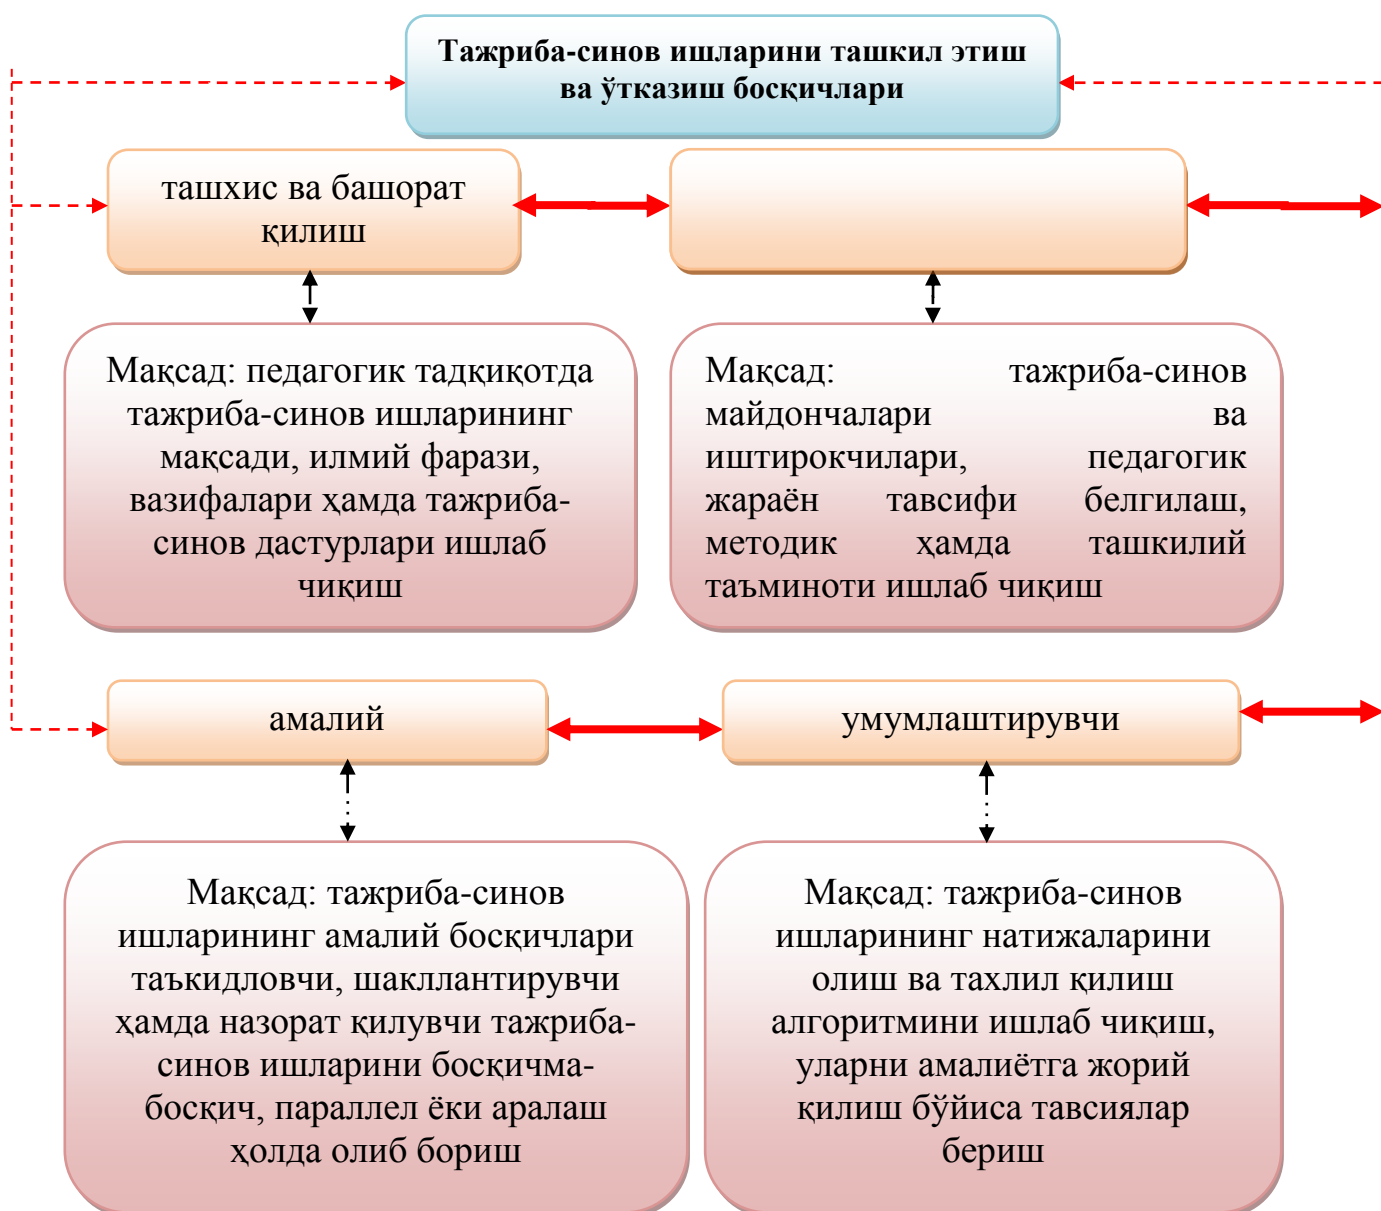 Тажриба-синов ишларини ташкил этиш
ва ўтказиш босқичлари
ташхис ва башорат
қилиш
Мақсад: педагогик тадқиқотда
тажриба-синов ишларининг
мақсади, илмий фарази,
вазифалари ҳамда тажриба-
синов дастурлари ишлаб
чиқиш
Мақсад: тажриба-синов
майдончалари ва
иштирокчилари, педагогик
жараён тавсифи белгилаш,
методик ҳамда ташкилий
таъминоти ишлаб чиқиш
амалий
умумлаштирувчи
Мақсад: тажриба-синов
ишларининг амалий босқичлари
таъкидловчи, шакллантирувчи
ҳамда назорат қилувчи тажриба-
синов ишларини босқичма-
босқич, параллел ёки аралаш
ҳолда олиб бориш
Мақсад: тажриба-синов
ишларининг натижаларини
олиш ва тахлил қилиш
алгоритмини ишлаб чиқиш,
уларни амалиётга жорий
қилиш бўйиса тавсиялар
бериш